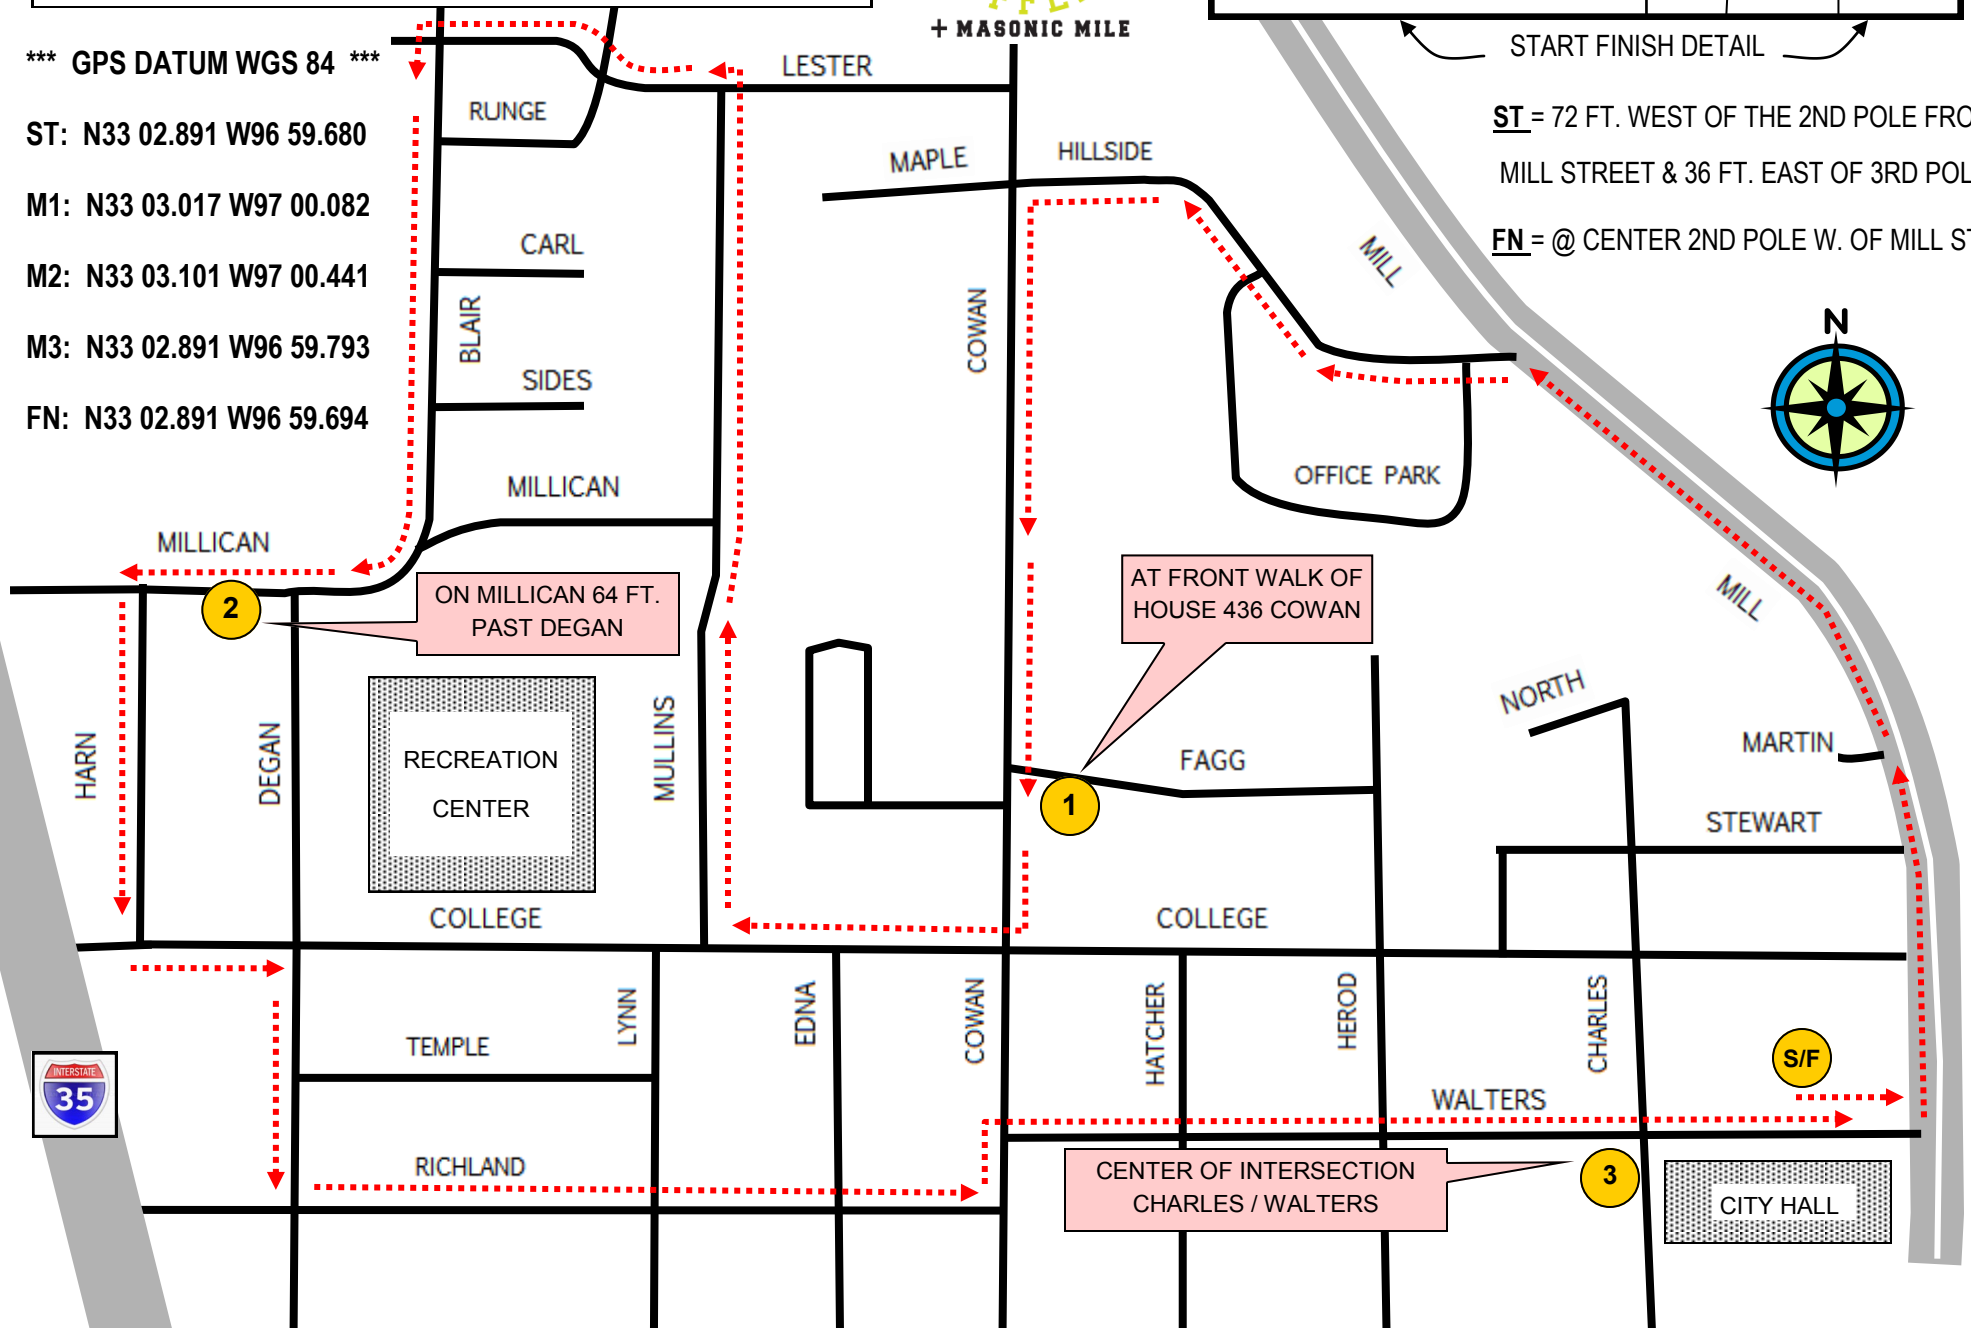 + MASONIC MILE
START FINISH DETAIL
*** GPS DATUM WGS 84 ***
ST: N33 02.891 W96 59.680
M1: N33 03.017 W97 00.082
M2: N33 03.101 W97 00.441
M3: N33 02.891 W96 59.793
FN: N33 02.891 W96 59.694
ST = 72 FT. WEST OF THE 2ND POLE
MILL STREET & 36 FT. EAST OF 3RD
FN = @ CENTER 2ND POLE W. OF MILL
N
LESTER
RUNGE
MAPLE
HILLSIDE
MILL
CARL
BLAIR
COWAN
SIDES
OFFICE PARK
MILLICAN
MILLICAN
2
ON MILLICAN 64 FT.
PAST DEGAN
AT FRONT WALK OF
HOUSE 436 COWAN
MILL
NORTH
HARN
DEGAN
RECREATION
CENTER
MULLINS
FAGG
1
MARTIN
STEWART
COLLEGE
COLLEGE
LYNN
EDNA
COWAN
HATCHER
HEROD
CHARLES
TEMPLE
S/F
INTERSTATE
35
WALTERS
RICHLAND
CENTER OF INTERSECTION
CHARLES / WALTERS
3
CITY HALL